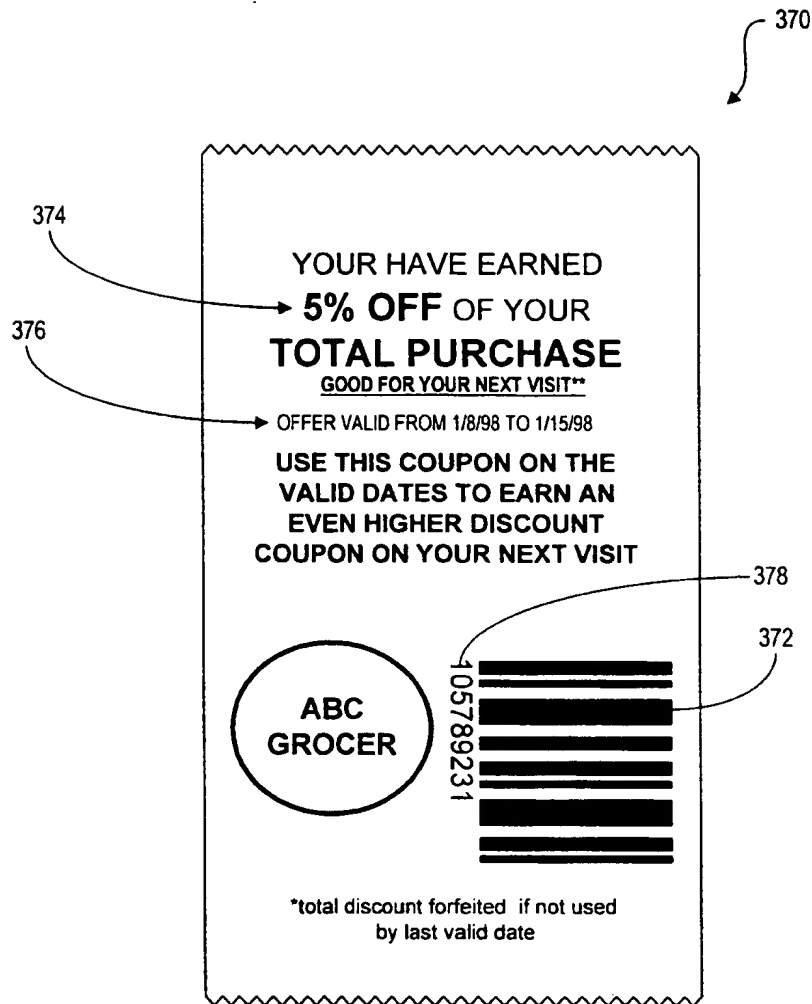 370
374
YOUR HAVE EARNED
5% OFF OF YOUR
376
TOTAL PURCHASE
GOOD FOR YOUR NEXT VISIT**
OFFER VALID FROM 1/8/98 TO 1/15/98
USE THIS COUPON ON THE
VALID DATES TO EARN AN
EVEN HIGHER DISCOUNT
COUPON ON YOUR NEXT VISIT
378
372
105789231
ABC
GROCER
*total discount forfeited if not used
by last valid date